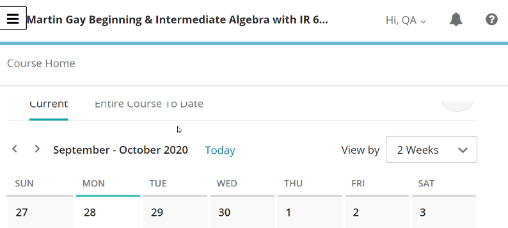 Martin Gay Beginning & Intermediate Algebra with IR 6...
Hi, QA
Course Home
Current Entire Course To Date
September - October 2020 Today View by 2 Weeks
SUN MON TUE WED THU FRI SAT
27 28 29 30 1 2 3